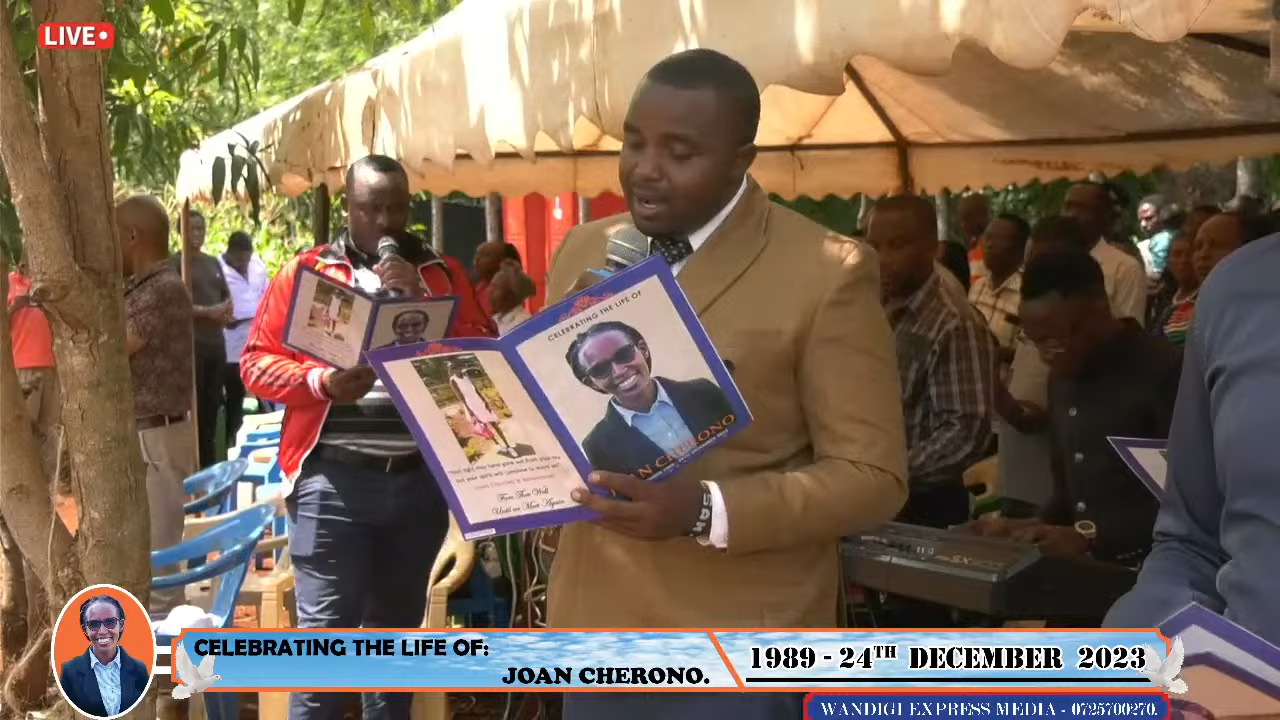 LIVE
CELEBRATING THE LIFE OF
CHERONO
Fare Thee Well
Until we Meet Again
SX
CELEBRATING THE LIFE OF:
JOAN CHERONO.
1989 - 24TH DECEMBER 2023
WANDIGI EXPRESS MEDIA - 0725700270.